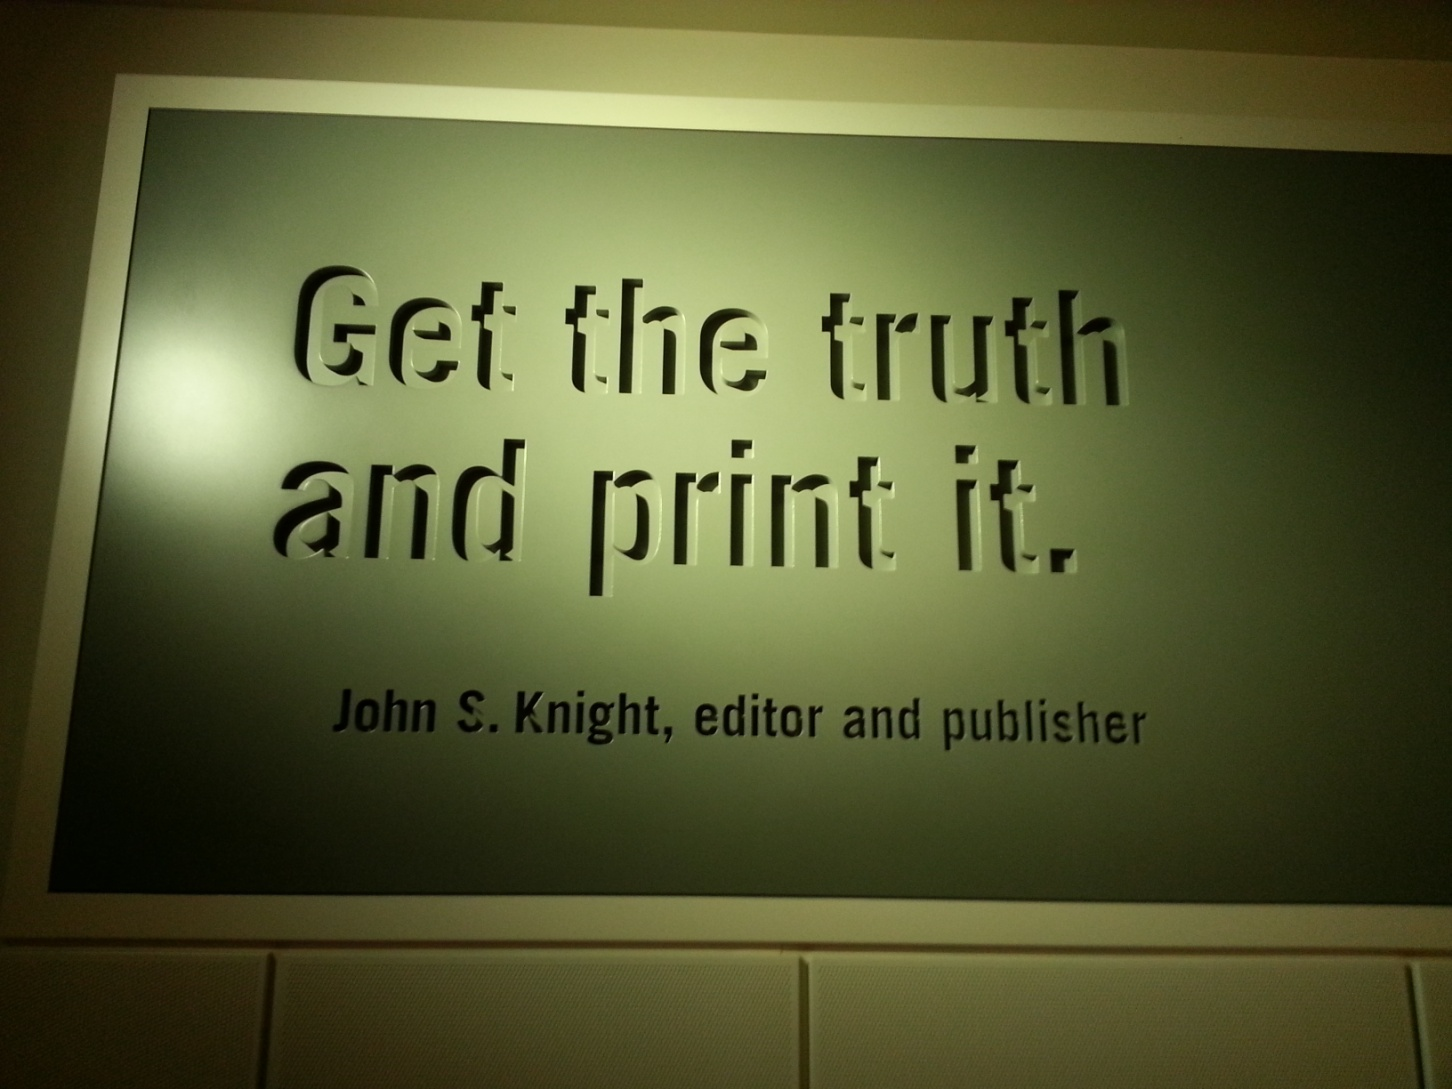 Get the truth
and print it.
John S. Knight, editor and publisher